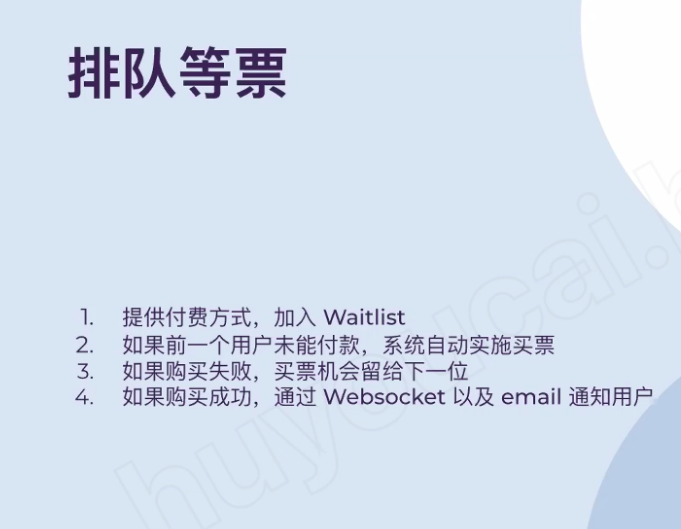 排队等票
1. 提供付费方式，加入 Waitlist
2. 如果前一个用户未能付款，系统自动实施买票
3. 如果购买失败，买票机会留给下一位
4. 如果购买成功，通过 Websocket 以及 email 通知用户
huyoucai.